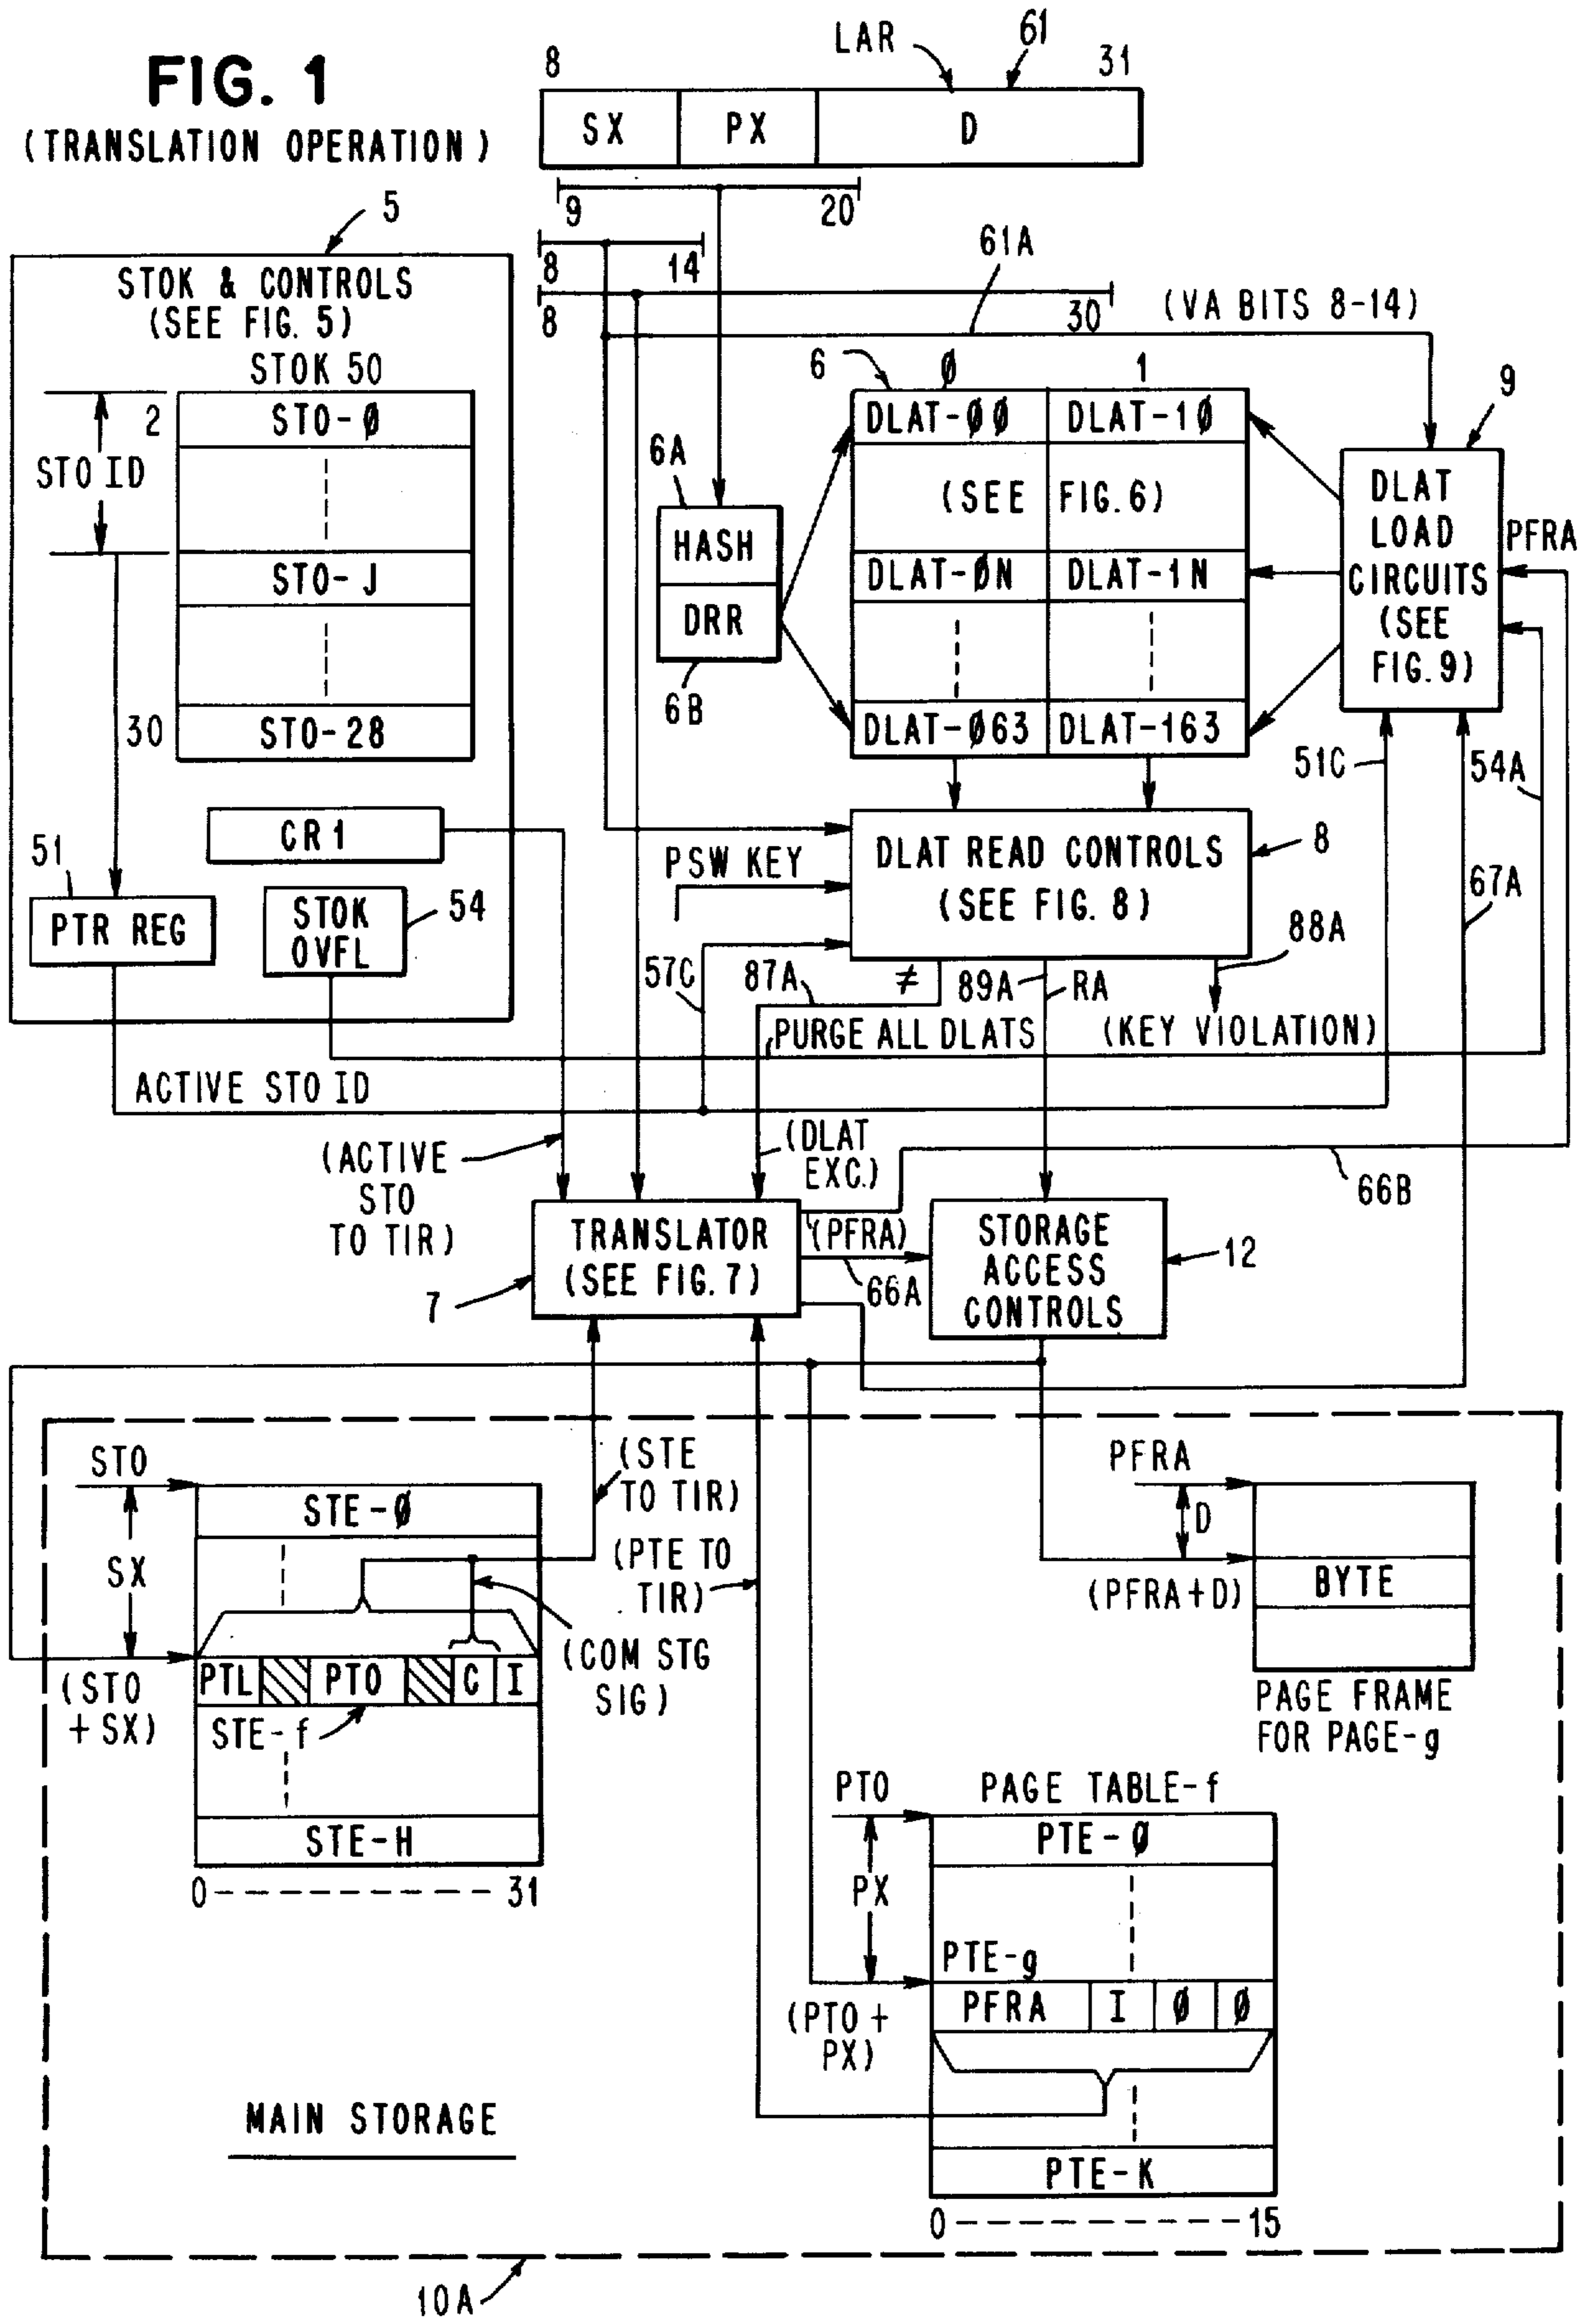 FIG. 1
(TRANSLATION OPERATION)
LAR
61
8
31
SX PX D
9 20
8 14
8 30
61A
(VA BITS 8-14)
5
STOK & CONTROLS
(SEE FIG. 5)
STOK 50
2
STO-Ø
STO ID
STO-J
30
STO-28
CR1
51
PTR REG
STOK
OVFL
54
6
Ø 1
DLAT-ØØ DLAT-1Ø
(SEE FIG. 6)
DLAT-ØN DLAT-1N
DLAT-Ø63 DLAT-163
6A
HASH
DRR
6B
9
DLAT
LOAD
CIRCUITS
(SEE
FIG. 9)
PFRA
51C
54A
67A
DLAT READ CONTROLS
(SEE FIG. 8)
8
PSW KEY
57C
87A
≠
89A
RA
88A
(KEY VIOLATION)
PURGE ALL DLATS
ACTIVE STO ID
(ACTIVE
STO
TO TIR)
(DLAT
EXC.)
66B
TRANSLATOR
(SEE FIG. 7)
7
(PFRA)
66A
STORAGE
ACCESS
CONTROLS
12
STO
SX
(STO
+ SX)
STE-Ø
PTL PTO C I
STE-f
STE-H
0 31
(STE
TO TIR)
(PTE TO
TIR)
(COM STG
SIG)
PFRA
D
(PFRA+D)
BYTE
PAGE FRAME
FOR PAGE-g
PTO
PAGE TABLE-f
PTE-Ø
PX
PTE-g
PFRA I Ø Ø
(PTO +
PX)
PTE-K
0 15
MAIN STORAGE
10A